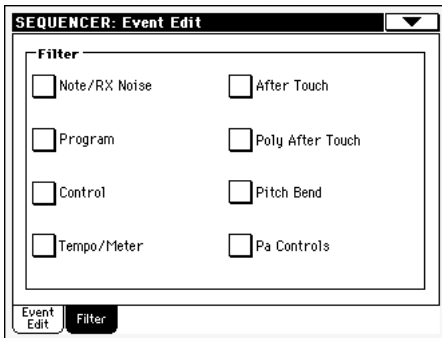 SEQUENCER: Event Edit
Filter
Note/RX Noise
After Touch
Program
Poly After Touch
Control
Pitch Bend
Tempo/Meter
Pa Controls
Event
Edit
Filter